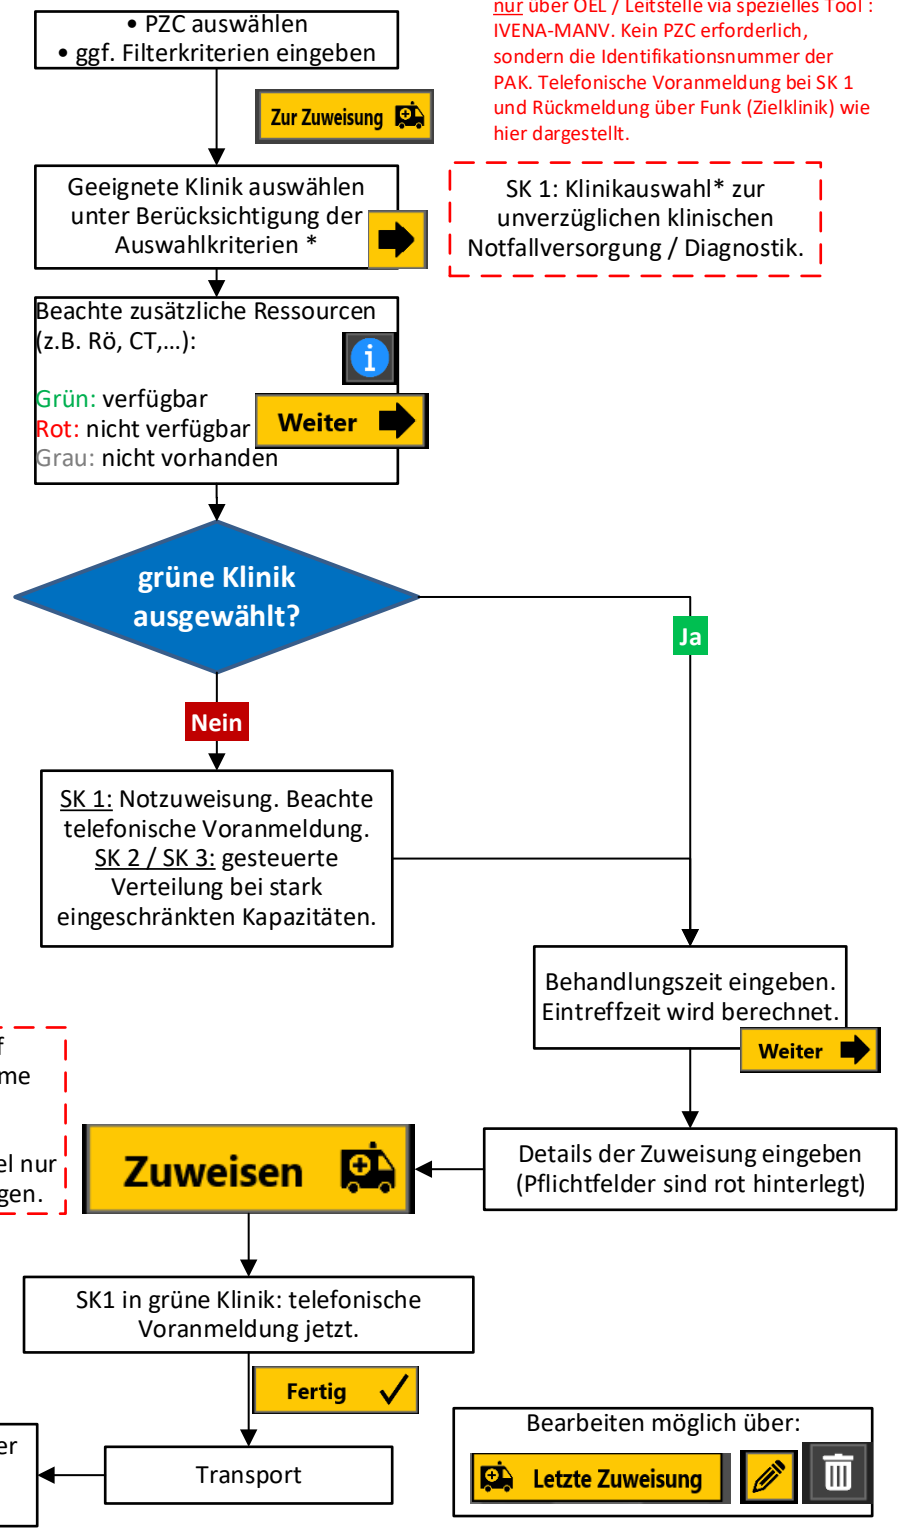 • PZC auswählen
• ggf. Filterkriterien eingeben
nur über OEL / Leitstelle via spezielles Tool :
IVENA-MANV. Kein PZC erforderlich,
sondern die Identifikationsnummer der
PAK. Telefonische Voranmeldung bei SK 1
und Rückmeldung über Funk (Zielklinik) wie
hier dargestellt.
Zur Zuweisung
Geeignete Klinik auswählen
unter Berücksichtigung der
Auswahlkriterien *
SK 1: Klinikauswahl* zur
unverzüglichen klinischen
Notfallversorgung / Diagnostik.
Beachte zusätzliche Ressourcen
(z.B. Rö, CT,...):
i
Grün: verfügbar
Rot: nicht verfügbar
Grau: nicht vorhanden
Weiter
grüne Klinik
ausgewählt?
Ja
Nein
SK 1: Notzuweisung. Beachte
telefonische Voranmeldung.
SK 2 / SK 3: gesteuerte
Verteilung bei stark
eingeschränkten Kapazitäten.
Behandlungszeit eingeben.
Eintreffzeit wird berechnet.
Weiter
f
me
el nur
gen.
Details der Zuweisung eingeben
(Pflichtfelder sind rot hinterlegt)
Zuweisen
SK1 in grüne Klinik: telefonische
Voranmeldung jetzt.
Fertig
er
Transport
Bearbeiten möglich über:
Letzte Zuweisung